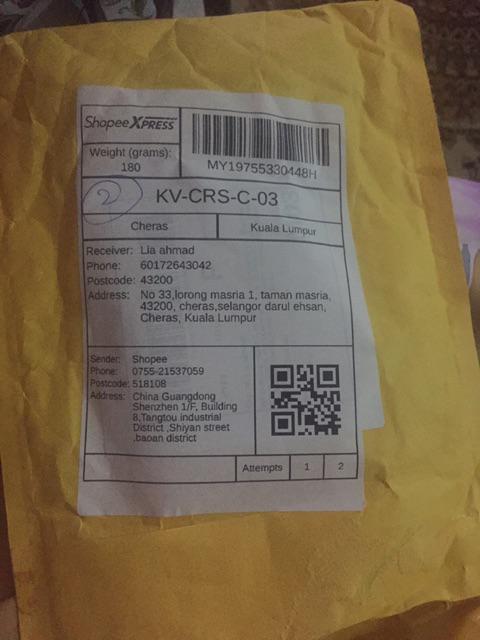 Shopee XPRESS
MY19755330448H
Weight (grams):
180
2
KV-CRS-C-03
Cheras
Kuala Lumpur
Receiver: Lia ahmad
Phone: 60172643042
Postcode: 43200
Address: No 33,lorong masria 1, taman masria,
43200, cheras,selangor darul ehsan,
Cheras, Kuala Lumpur
Sender: Shopee
Phone: 0755-21537059
Postcode: 518108
Address: China Guangdong
Shenzhen 1/F, Building
8,Tangtou industrial
District ,Shiyan street
,baoan district
Attempts 1 2